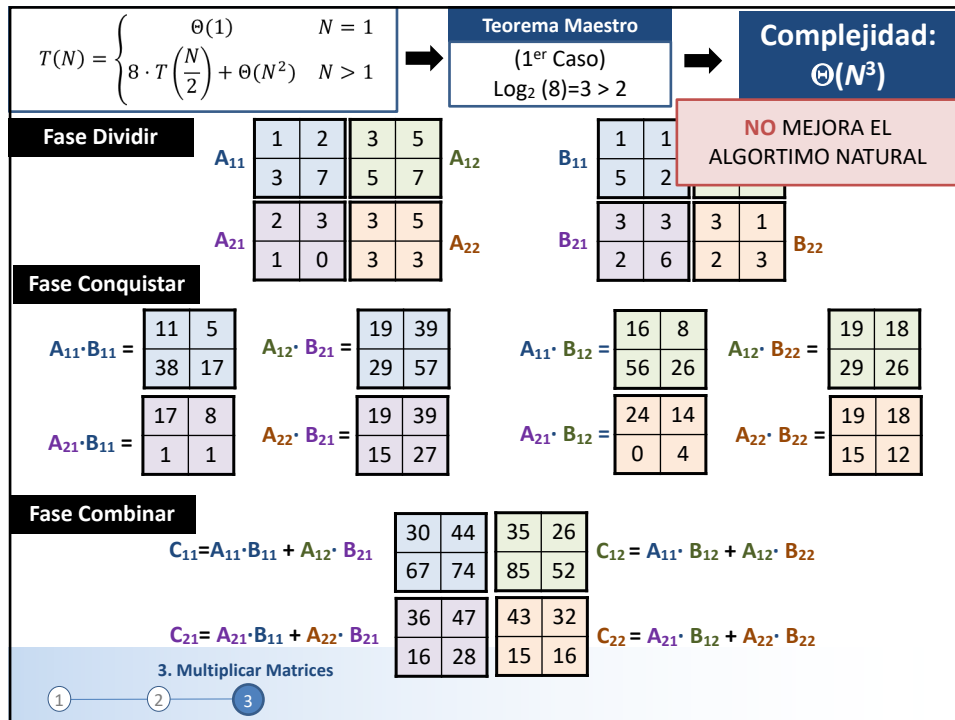 T(N) = { Θ(1) N = 1
8 · T (N/2) + Θ(N²) N > 1
Teorema Maestro
(1er Caso)
Log2 (8)=3 > 2
Complejidad:
Θ(N³)
NO MEJORA EL
ALGORTIMO NATURAL
Fase Dividir
A11
1 2 3 5
3 7 5 7
A12
A21
2 3 3 5
1 0 3 3
A22
B11
1 1
5 2
B21
3 3 3 1
2 6 2 3
B22
Fase Conquistar
A11·B11 =
11 5
38 17
A12· B21 =
19 39
29 57
A11· B12 =
16 8
56 26
A12· B22 =
19 18
29 26
A21·B11 =
17 8
1 1
A22· B21 =
19 39
15 27
A21· B12 =
24 14
0 4
A22· B22 =
19 18
15 12
Fase Combinar
C11=A11·B11 + A12· B21
30 44
67 74
35 26
85 52
C12 = A11· B12 + A12· B22
C21= A21·B11 + A22· B21
36 47
16 28
43 32
15 16
C22 = A21· B12 + A22· B22
3. Multiplicar Matrices
1 2 3